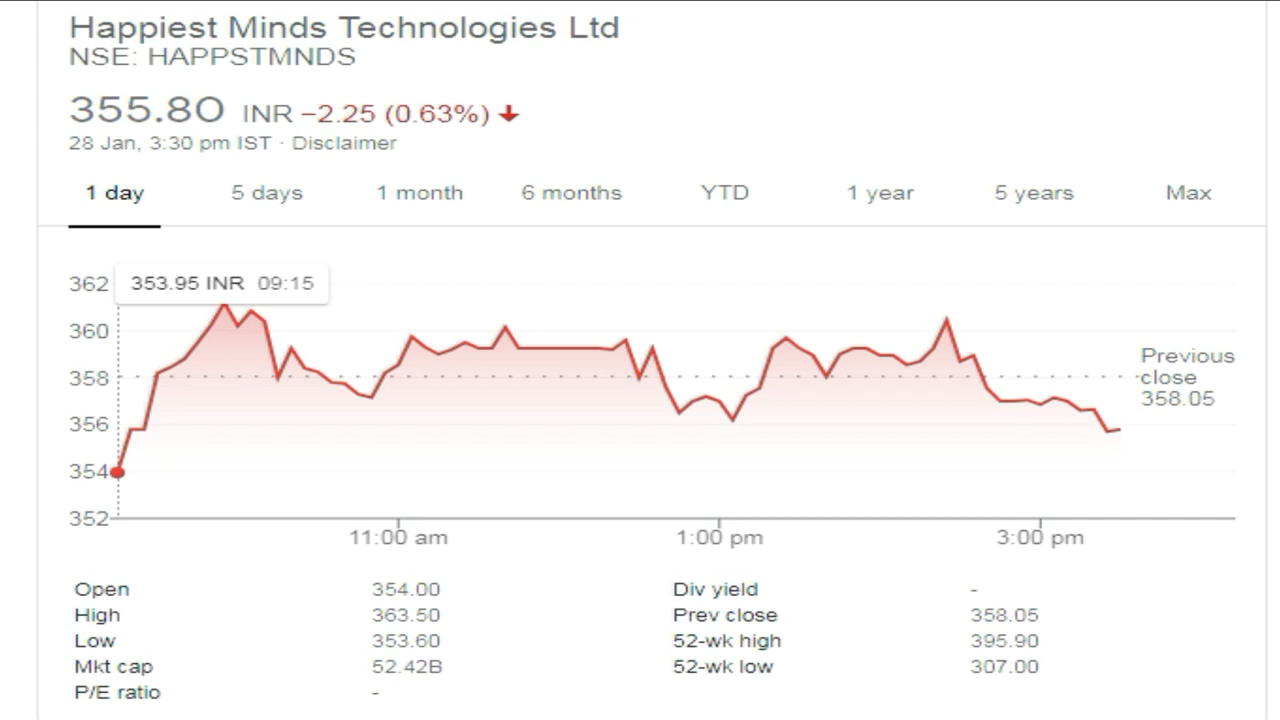 Happiest Minds Technologies Ltd
NSE: HAPPSTMNDS
355.80 INR −2.25 (0.63%)
28 Jan, 3:30 pm IST · Disclaimer
1 day 5 days 1 month 6 months YTD 1 year 5 years Max
362 353.95 INR 09:15
360
Previous
358 close
358.05
356
354
352
11:00 am 1:00 pm 3:00 pm
Open 354.00 Div yield -
High 363.50 Prev close 358.05
Low 353.60 52-wk high 395.90
Mkt cap 52.42B 52-wk low 307.00
P/E ratio -